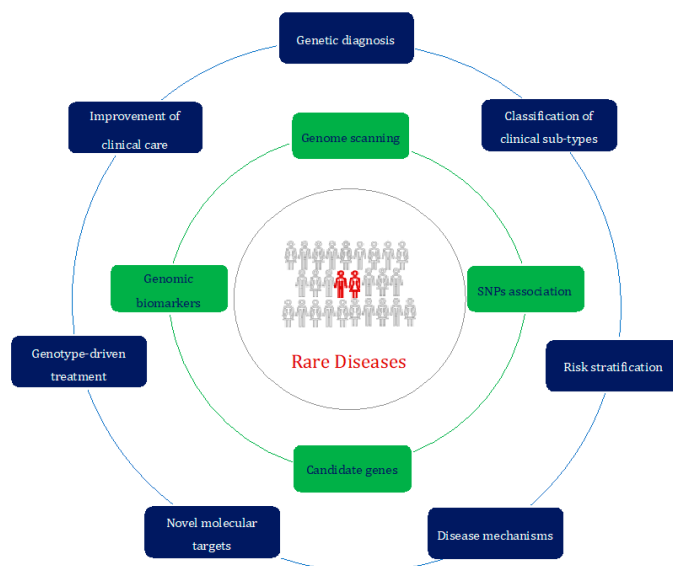 Genetic diagnosis
Improvement of
clinical care
Classification of
clinical sub-types
Genome scanning
Genomic
biomarkers
SNPs association
Rare Diseases
Genotype-driven
treatment
Risk stratification
Candidate genes
Novel molecular
targets
Disease mechanisms